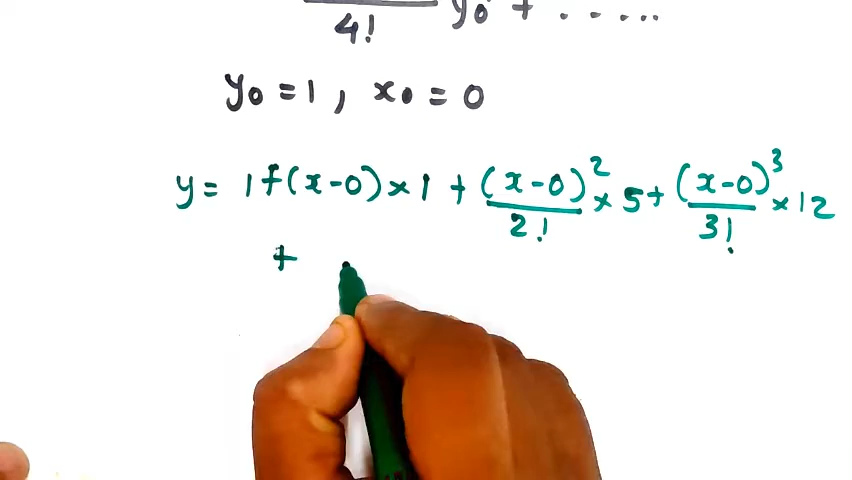 4! y₀ + . . . . .
y₀ = 1 , x₀ = 0
y = 1 + (x-0) × 1 + (x-0)² / 2! × 5 + (x-0)³ / 3! × 12
+